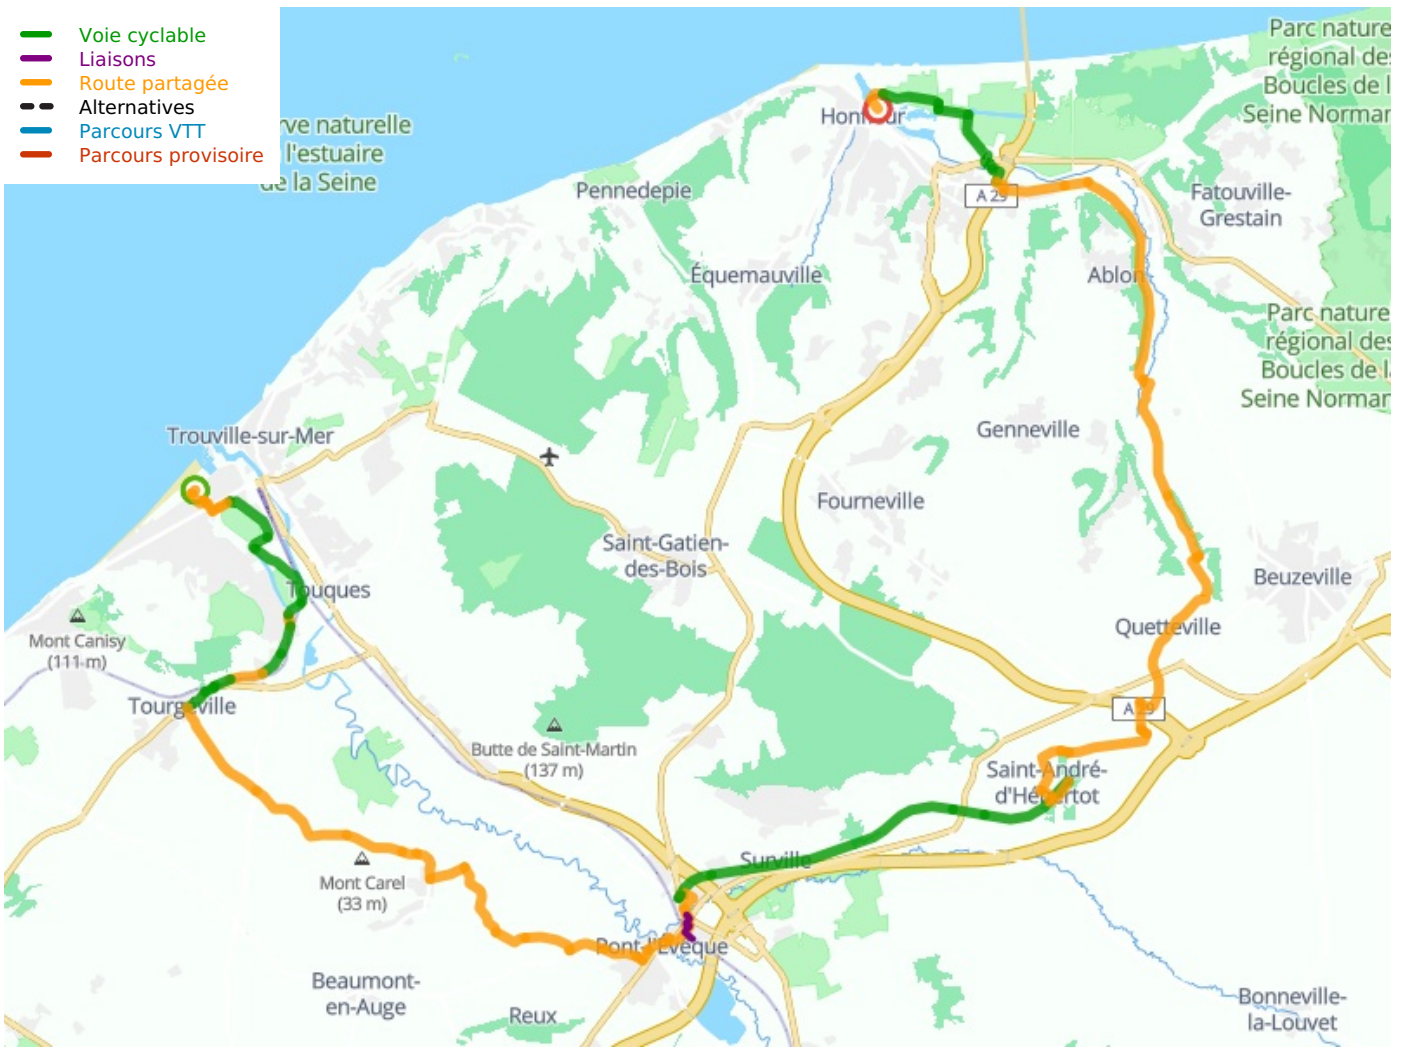 Voie cyclable
Liaisons
Route partagée
Alternatives
Parcours VTT
Parcours provisoire
rve naturelle
l'estuaire
de la Seine
Parc nature
régional des
Boucles de l
Seine Normar
Honfleur
Pennedepie
A 29
Fatouville-
Grestain
Équemauville
Ablon
Parc nature
régional des
Boucles de l
Seine Normar
Trouville-sur-Mer
Genneville
Fourneville
Saint-Gatien-
des-Bois
Beuzeville
Touques
Mont Canisy
(111 m)
Quetteville
Tourgéville
A 29
Butte de Saint-Martin
(137 m)
Saint-André-
d'Hébertot
Surville
Mont Carel
(33 m)
Pont-l'Évêque
Beaumont-
en-Auge
Reux
Bonneville-
la-Louvet